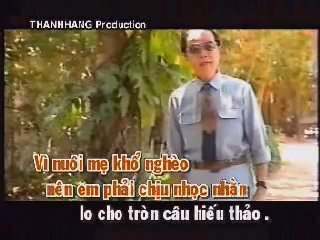 THANHHANG Production
Vì nuôi mẹ khổ nghèo
nên em phải chịu nhọc nhằn
lo cho tròn câu hiếu thảo .